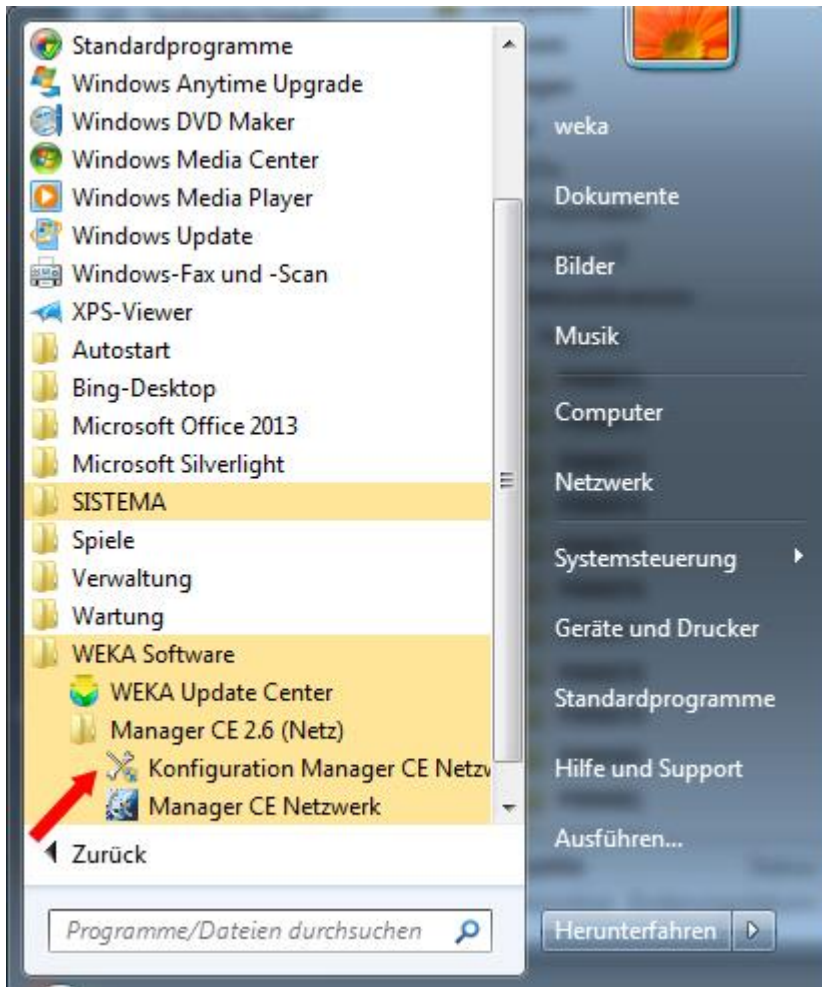 Standardprogramme
Windows Anytime Upgrade
Windows DVD Maker
Windows Media Center
Windows Media Player
Windows Update
Windows-Fax und -Scan
XPS-Viewer
Autostart
Bing-Desktop
Microsoft Office 2013
Microsoft Silverlight
SISTEMA
Spiele
Verwaltung
Wartung
WEKA Software
WEKA Update Center
Manager CE 2.6 (Netz)
Konfiguration Manager CE Netzw
Manager CE Netzwerk
Zurück
Programme/Dateien durchsuchen
weka
Dokumente
Bilder
Musik
Computer
Netzwerk
Systemsteuerung
Geräte und Drucker
Standardprogramme
Hilfe und Support
Ausführen...
Herunterfahren